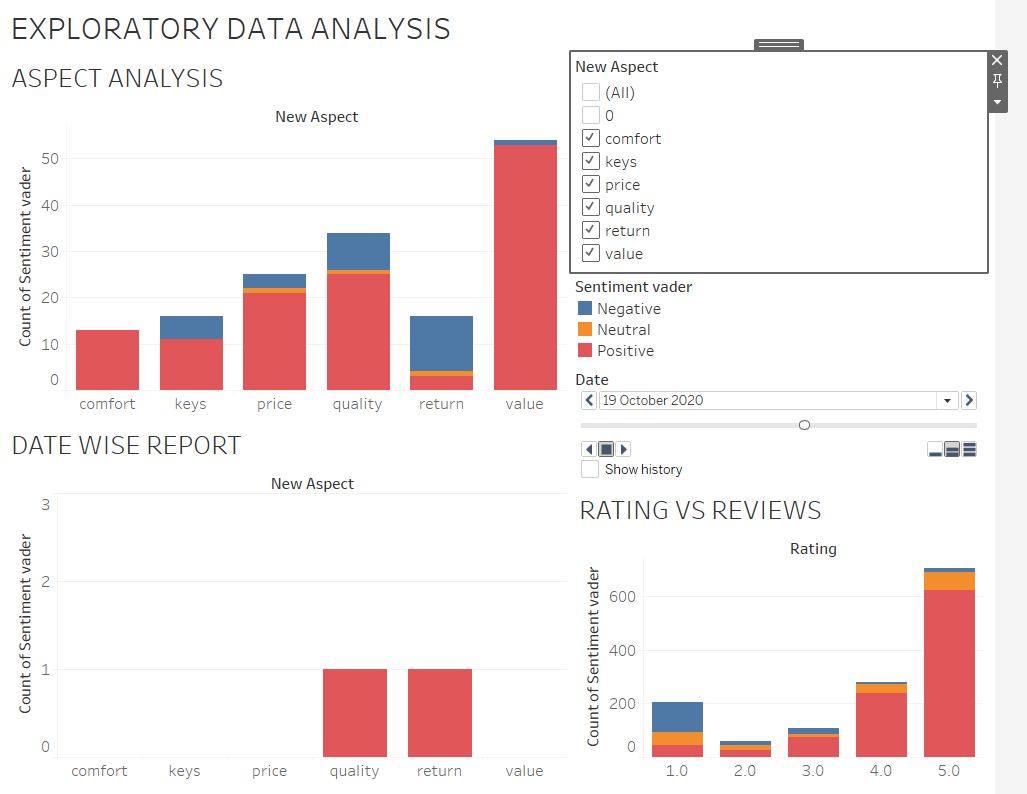 EXPLORATORY DATA ANALYSIS
ASPECT ANALYSIS
New Aspect
Count of Sentiment vader
50
40
30
20
10
0
comfort keys price quality return value
New Aspect
(All)
0
comfort
keys
price
quality
return
value
Sentiment vader
Negative
Neutral
Positive
Date
19 October 2020
Show history
DATE WISE REPORT
New Aspect
Count of Sentiment vader
3
2
1
0
comfort keys price quality return value
RATING VS REVIEWS
Rating
Count of Sentiment vader
600
400
200
0
1.0 2.0 3.0 4.0 5.0